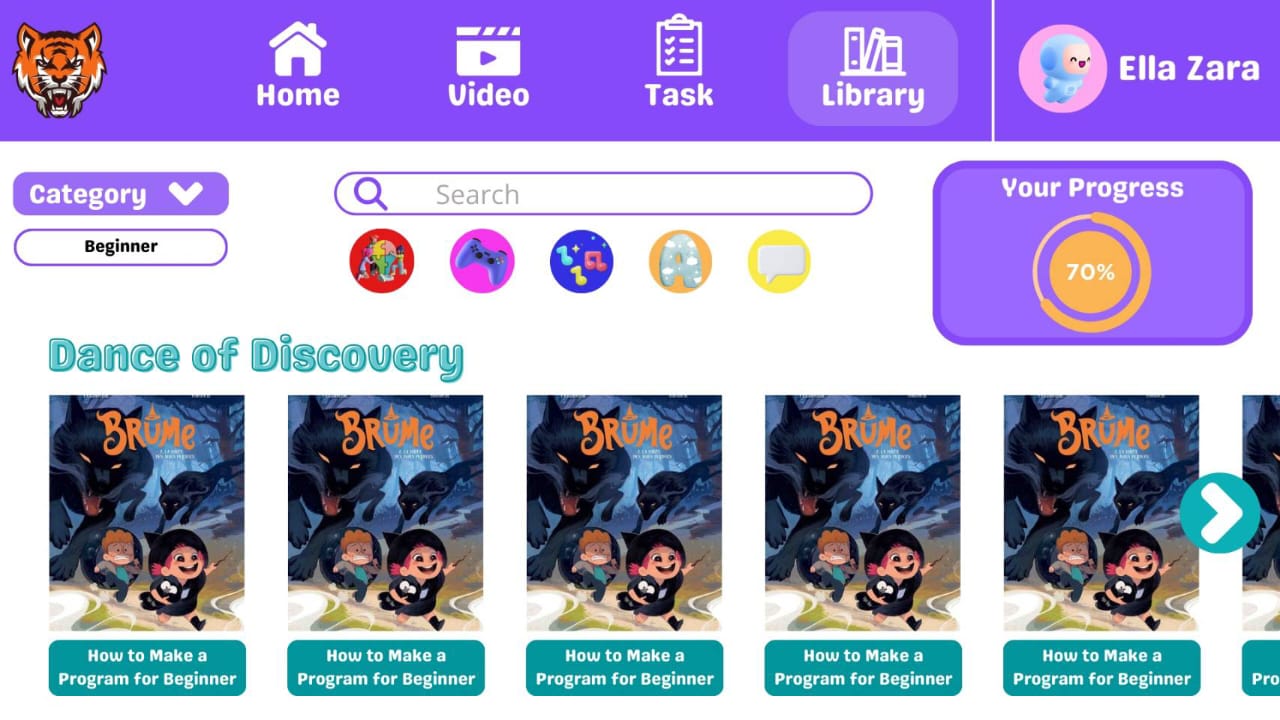 Home
Video
Task
Library
Ella Zara
Category
Search
Your Progress
Beginner
70%
Dance of Discovery
BRUME
BRUME
BRUME
BRUME
BRUME
How to Make a
Program for Beginner
How to Make a
Program for Beginner
How to Make a
Program for Beginner
How to Make a
Program for Beginner
How to Make a
Program for Beginner
Pro